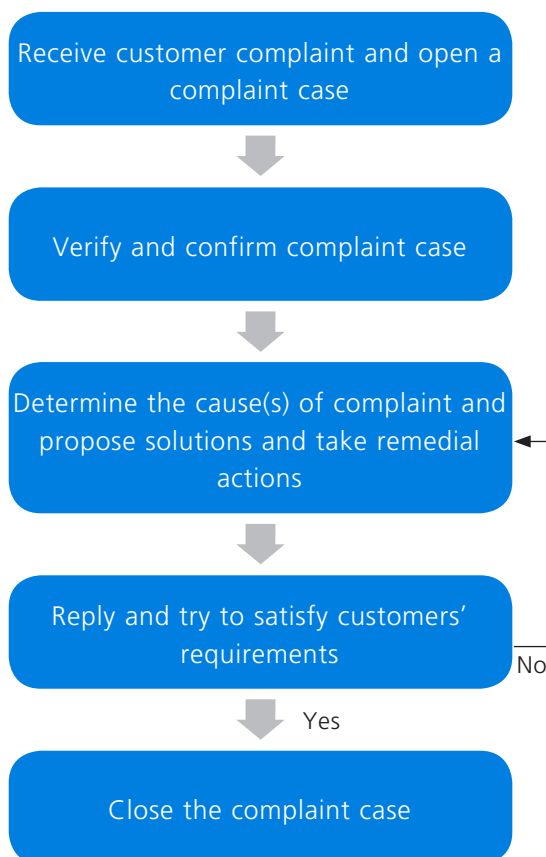 Receive customer complaint and open a
complaint case
Verify and confirm complaint case
Determine the cause(s) of complaint and
propose solutions and take remedial
actions
Reply and try to satisfy customers’
requirements
No
Yes
Close the complaint case